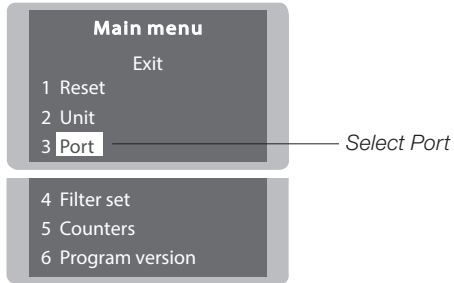 Main menu
Exit
1 Reset
2 Unit
3 Port
Select Port
4 Filter set
5 Counters
6 Program version